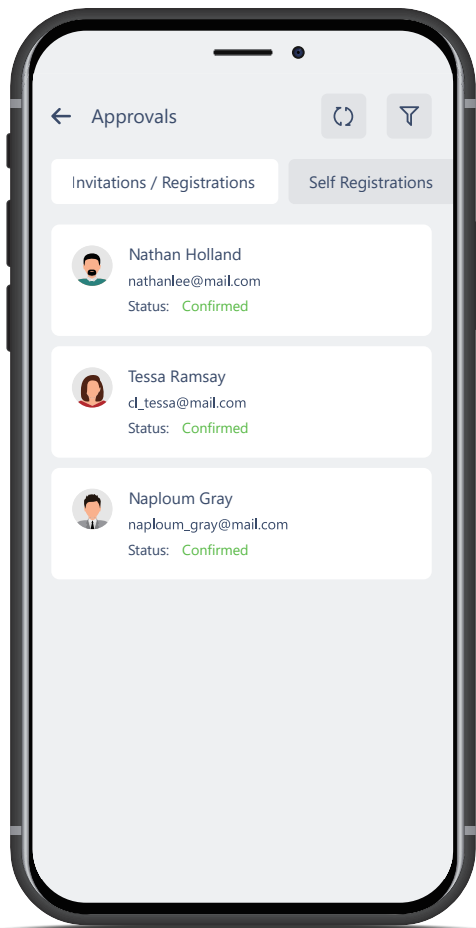 Approvals
Invitations / Registrations
Self Registrations
Nathan Holland
nathanlee@mail.com
Status: Confirmed
Tessa Ramsay
cl_tessa@mail.com
Status: Confirmed
Naploum Gray
naploum_gray@mail.com
Status: Confirmed